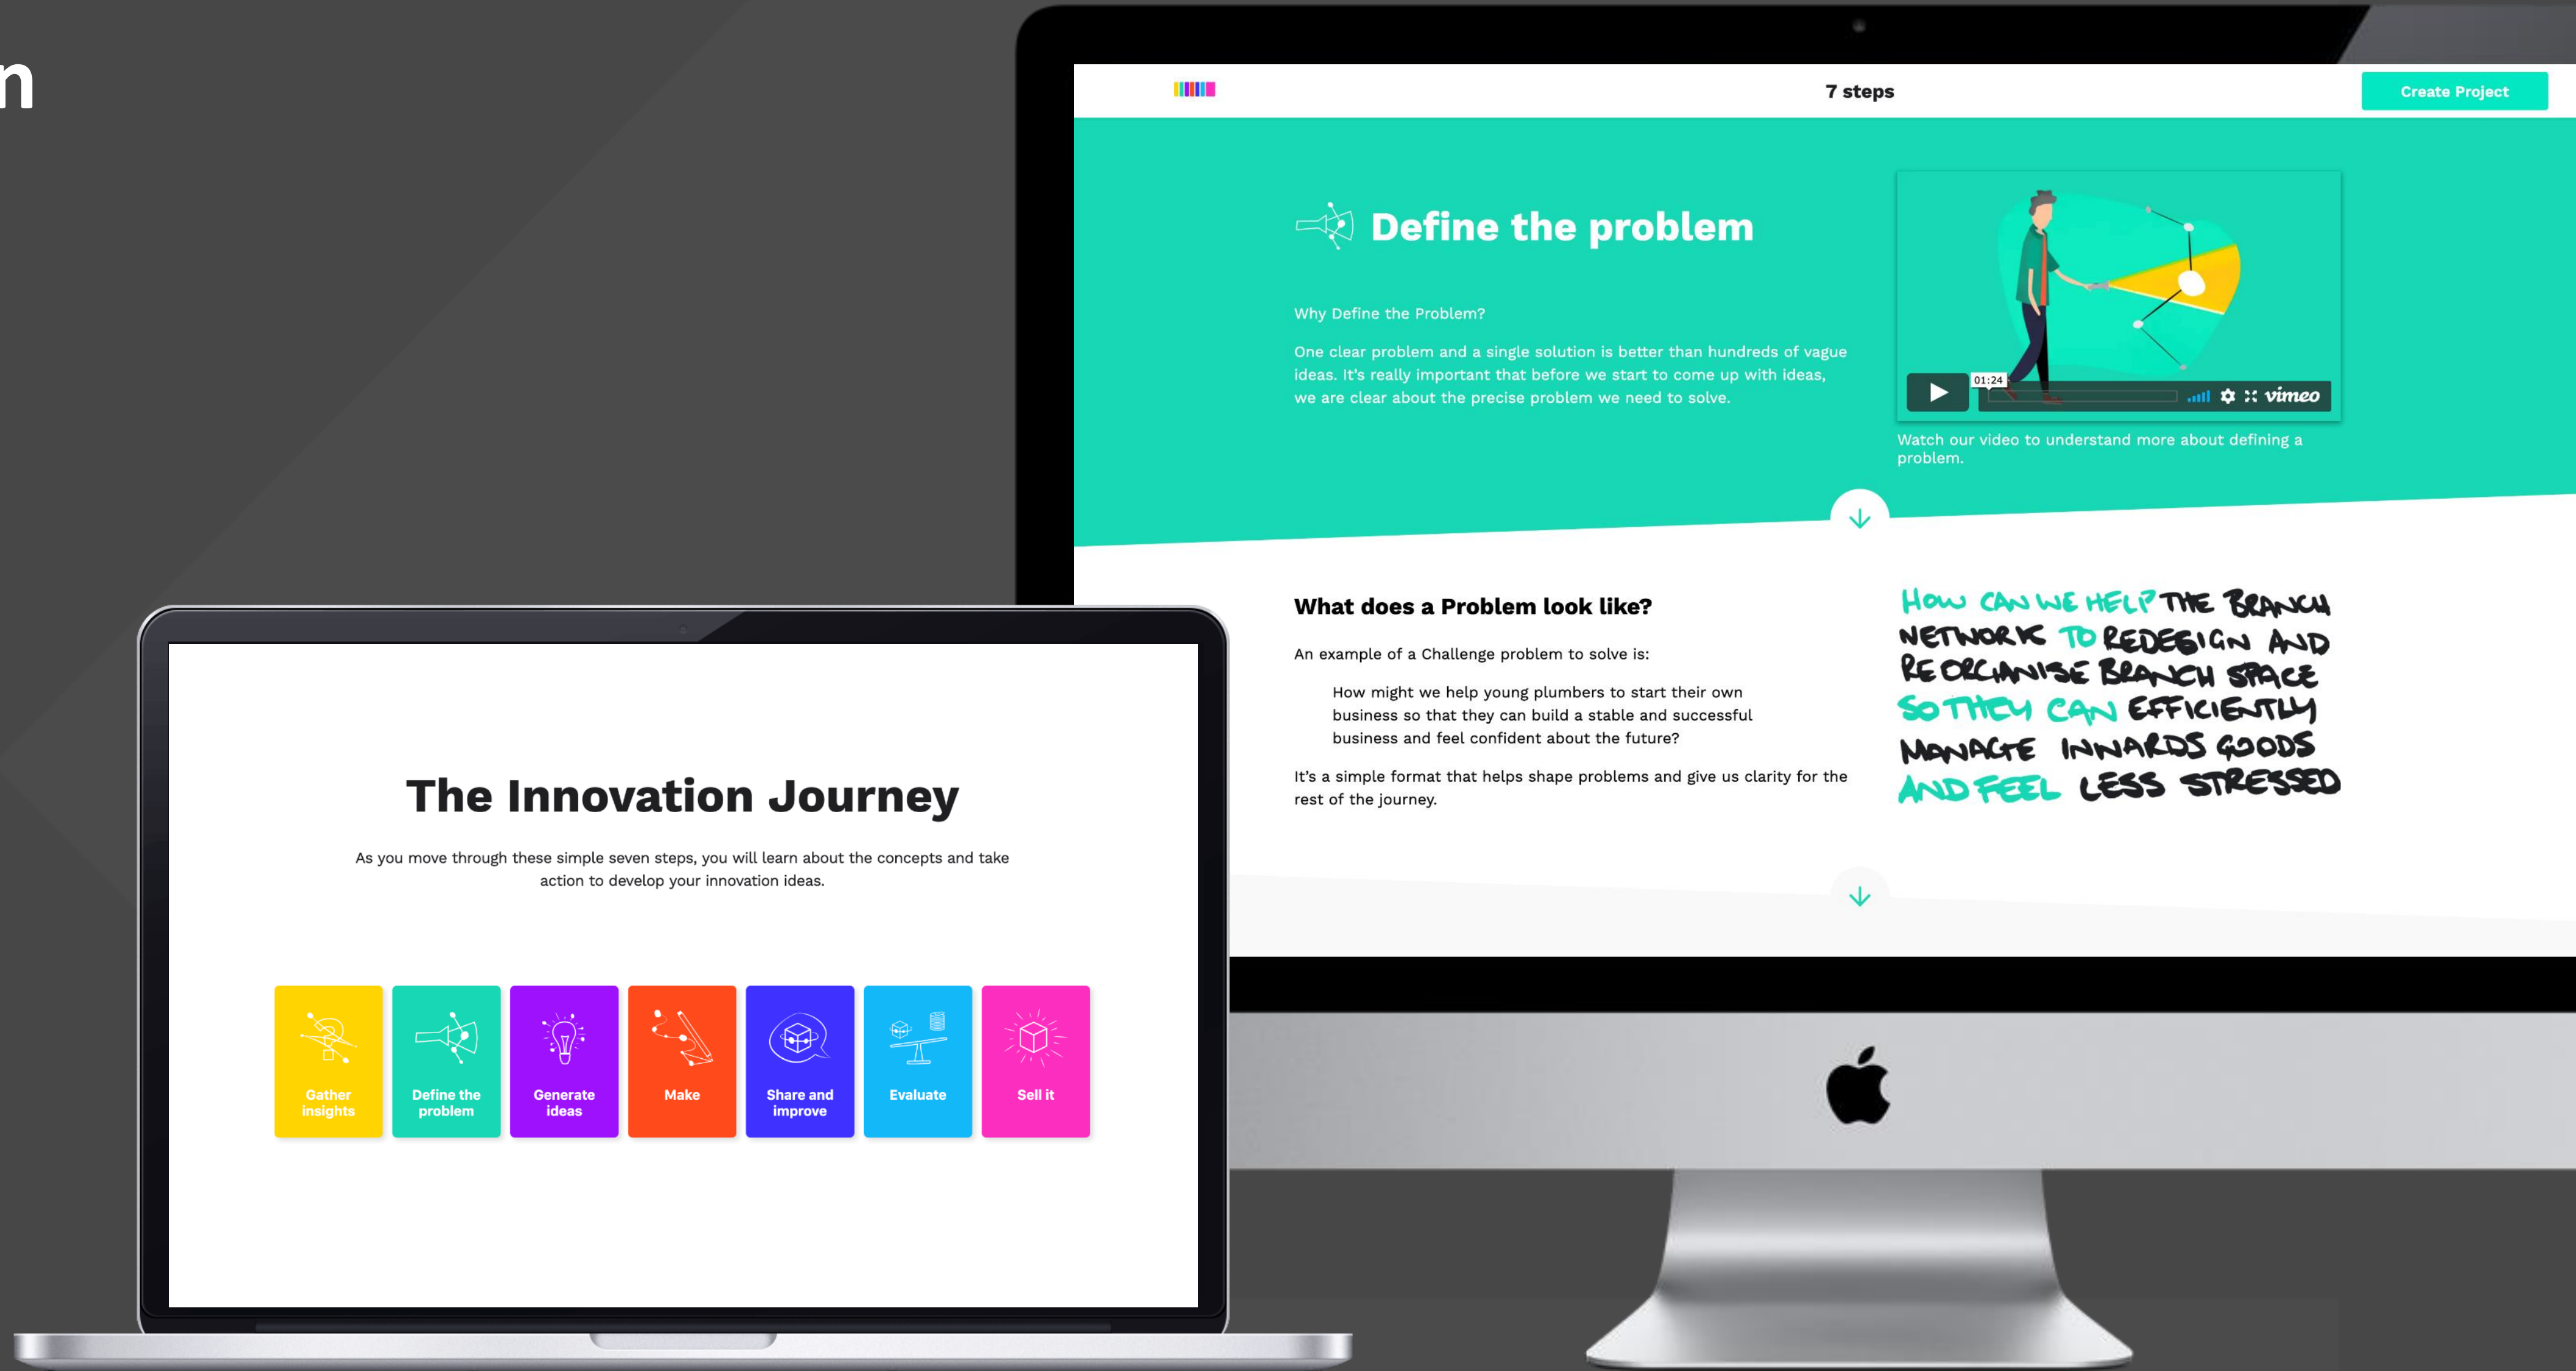 n
7 steps
Create Project
Define the problem
Why Define the Problem?
One clear problem and a single solution is better than hundreds of vague
ideas. It's really important that before we start to come up with ideas,
we are clear about the precise problem we need to solve.
01:24
vimeo
Watch our video to understand more about defining a
problem.
What does a Problem look like?
An example of a Challenge problem to solve is:
How might we help young plumbers to start their own
business so that they can build a stable and successful
business and feel confident about the future?
It's a simple format that helps shape problems and give us clarity for the
rest of the journey.
HOW CAN WE HELP THE BRANCH
NETWORK TO REDESIGN AND
REORGANISE BRANCH SPACE
SO THEY CAN EFFICIENTLY
MANAGE INWARDS GOODS
AND FEEL LESS STRESSED
The Innovation Journey
As you move through these simple seven steps, you will learn about the concepts and take
action to develop your innovation ideas.
Gather
insights
Define the
problem
Generate
ideas
Make
Share and
improve
Evaluate
Sell it